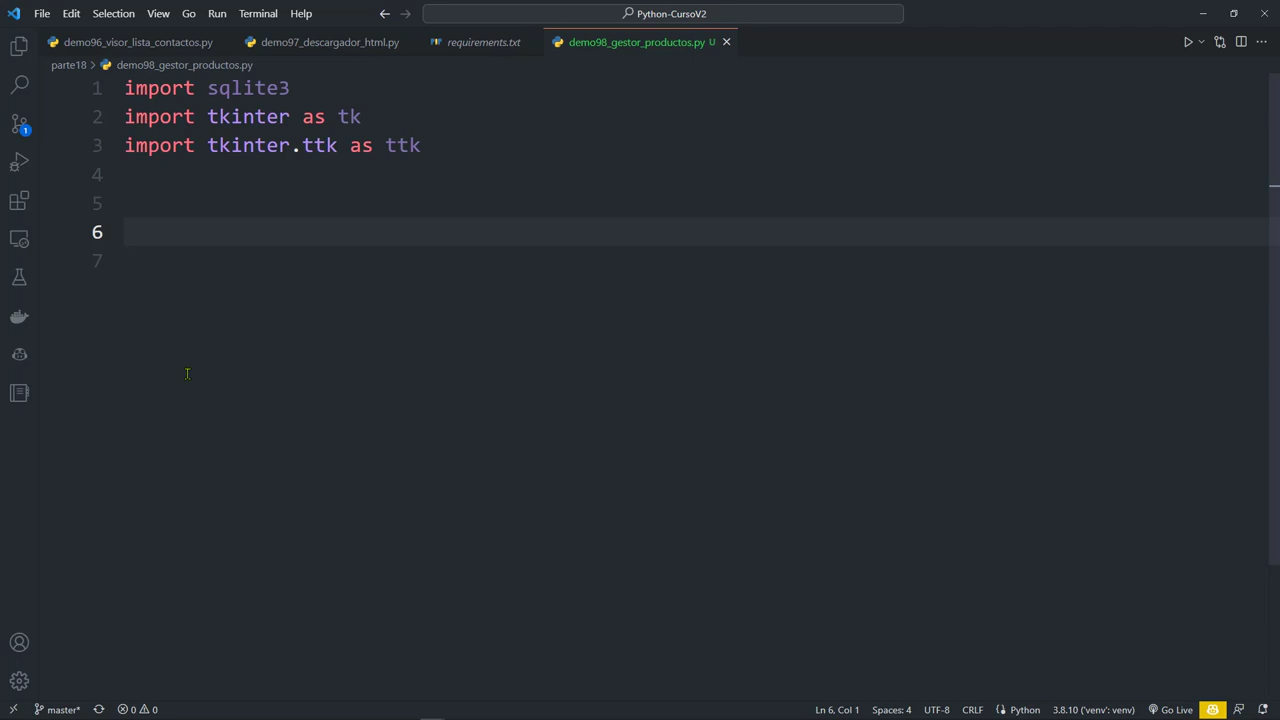 File Edit Selection View Go Run Terminal Help Python-CursoV2
demo96_visor_lista_contactos.py demo97_descargador_html.py requirements.txt demo98_gestor_productos.py U
parte18 > demo98_gestor_productos.py
1 import sqlite3
2 import tkinter as tk
3 import tkinter.ttk as ttk
4
5
6
7
1
master* 0 0 Ln 6, Col 1 Spaces: 4 UTF-8 CRLF Python 3.8.10 ('venv': venv) Go Live